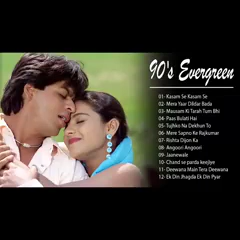 90's Evergreen
01- Kasam Se Kasam Se
02- Mera Yaar Dildar Bada
03- Mausam Ki Tarah Tum Bhi
04- Paas Bulati Hai
05- Tujhko Na Dekhun To
06- Mere Sapno Ke Rajkumar
07- Rishta Dilon Ka
08- Angoori Angoori
09- Jaanewale
10- Chand se parda keejiye
11- Deewana Main Tera Deewana
12- Ek Din Jhagda Ek Din Pyar